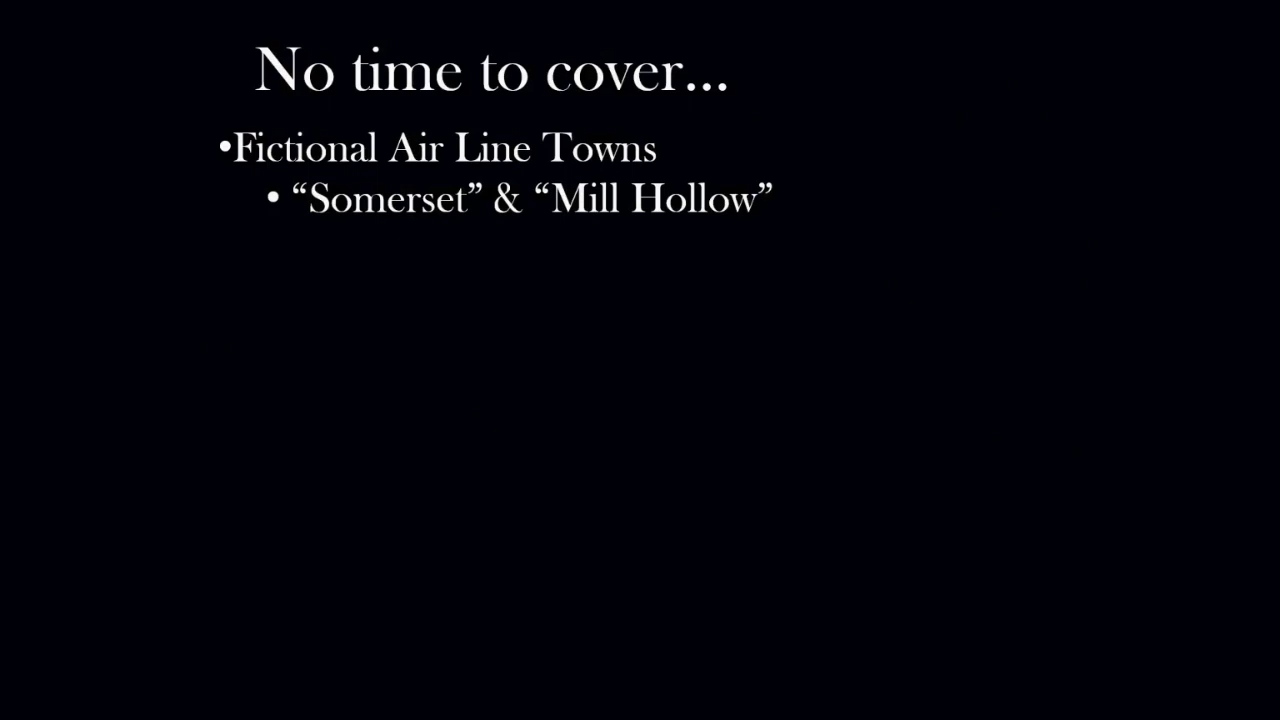 No time to cover...
•Fictional Air Line Towns
• “Somerset” & “Mill Hollow”